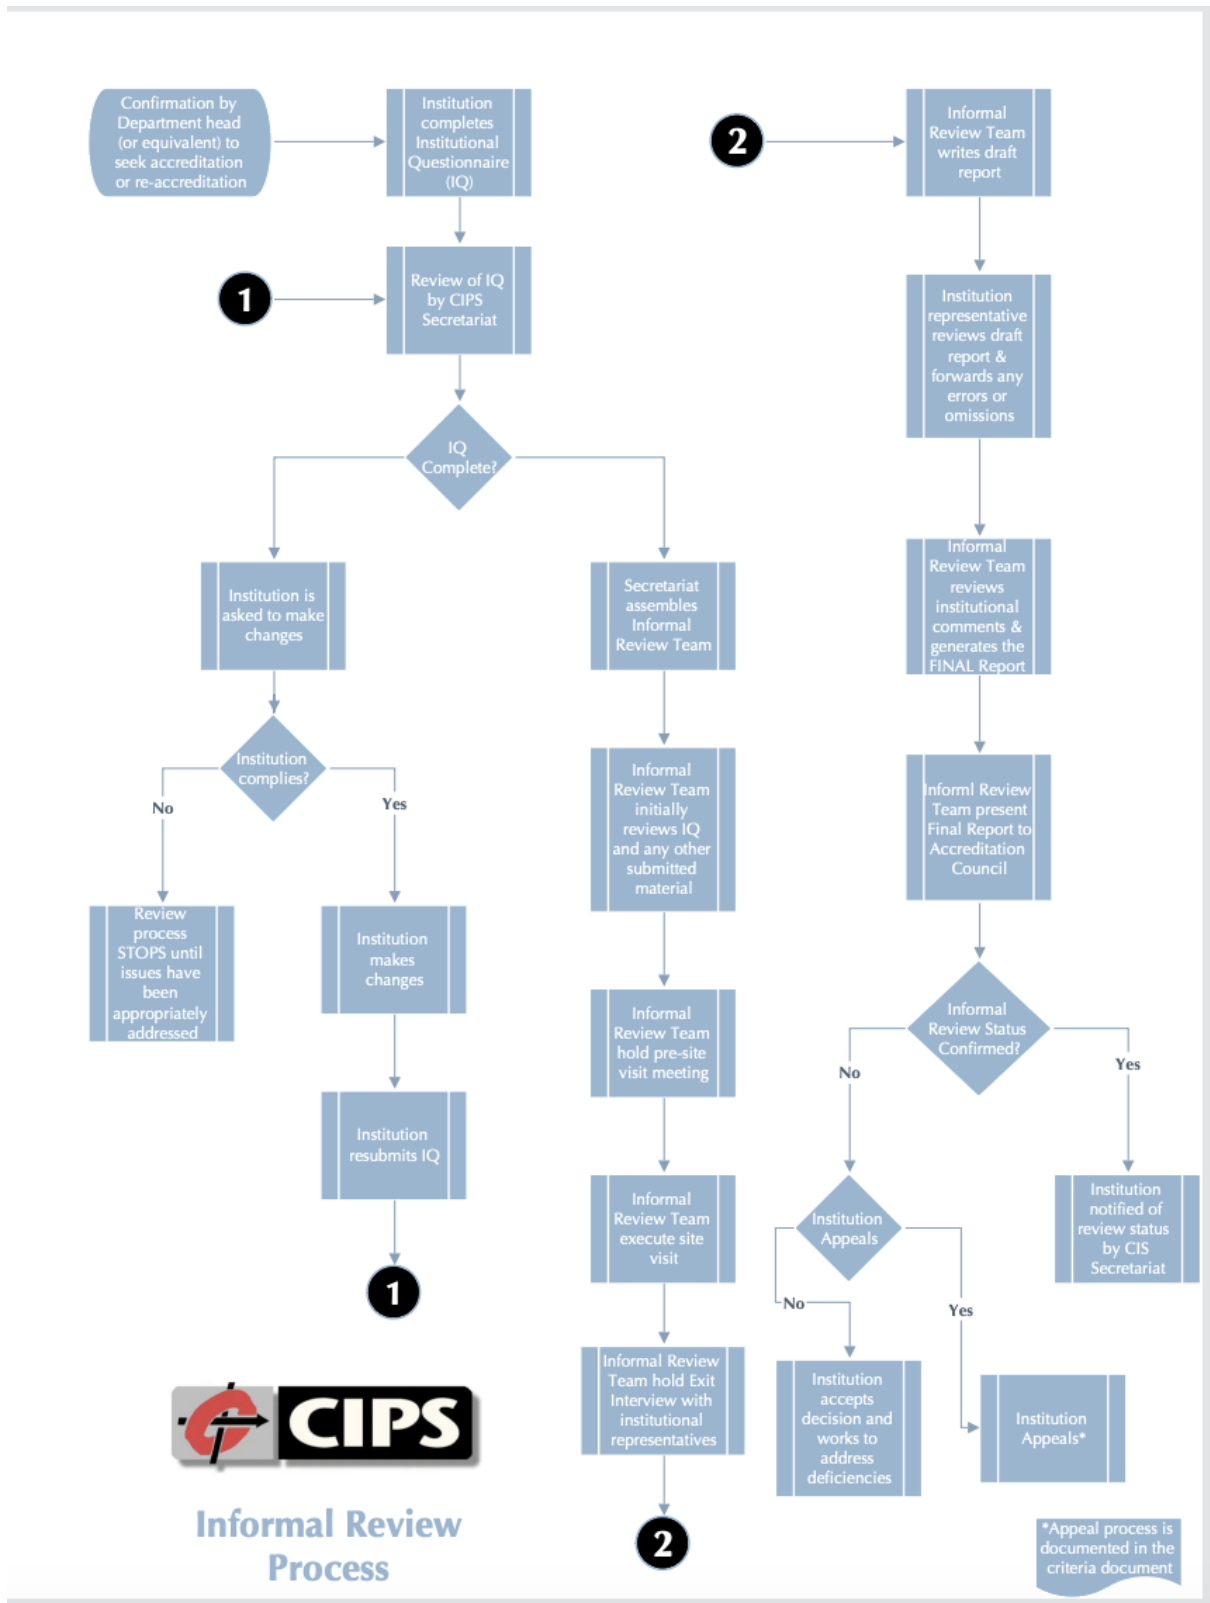 Confirmation by
Department head
(or equivalent) to
seek accreditation
or re-accreditation
Institution
completes
Institutional
Questionnaire
(IQ)
1
Review of IQ
by CIPS
Secretariat
IQ
Complete?
Institution is
asked to make
changes
Institution
complies?
No
Yes
Review
process
STOPS until
issues have
been
appropriately
addressed
Institution
makes
changes
Institution
resubmits IQ
1
Secretariat
assembles
Informal
Review Team
Informal
Review Team
initially
reviews IQ
and any other
submitted
material
Informal
Review Team
hold pre-site
visit meeting
Informal
Review Team
execute site
visit
Informal Review
Team hold Exit
Interview with
institutional
representatives
2
2
Informal
Review Team
writes draft
report
Institution
representative
reviews draft
report &
forwards any
errors or
omissions
Informal
Review Team
reviews
institutional
comments &
generates the
FINAL Report
Informl Review
Team present
Final Report to
Accreditation
Council
Informal
Review Status
Confirmed?
No
Yes
Institution
Appeals
Institution
notified of
review status
by CIS
Secretariat
No
Yes
Institution
accepts
decision and
works to
address
deficiencies
Institution
Appeals*
CIPS
Informal Review
Process
*Appeal process is
documented in the
criteria document